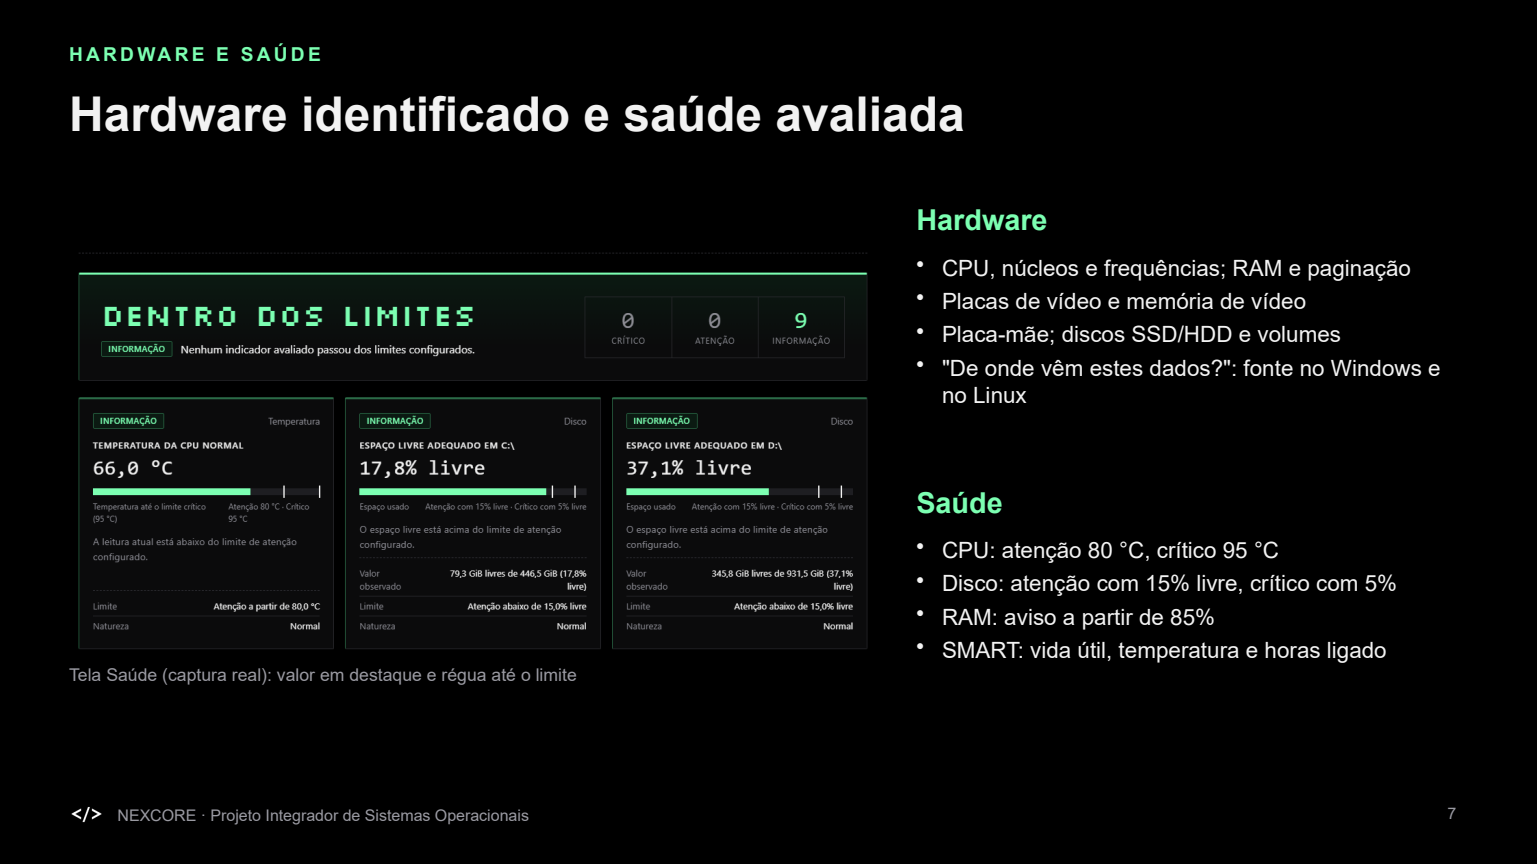 HARDWARE E SAÚDE
Hardware identificado e saúde avaliada
DENTRO DOS LIMITES
INFORMAÇÃO Nenhum indicador avaliado passou dos limites configurados.
0
CRÍTICO
0
ATENÇÃO
9
INFORMAÇÃO
INFORMAÇÃO Temperatura
TEMPERATURA DA CPU NORMAL
66,0 °C
Temperatura até o limite crítico
(95 °C)
Atenção 80 °C · Crítico
95 °C
A leitura atual está abaixo do limite de atenção
configurado.
Limite Atenção a partir de 80,0 °C
Natureza Normal
INFORMAÇÃO Disco
ESPAÇO LIVRE ADEQUADO EM C:\
17,8% livre
Espaço usado Atenção com 15% livre · Crítico com 5% livre
O espaço livre está acima do limite de atenção
configurado.
Valor
observado
79,3 GiB livres de 446,5 GiB (17,8%
livre)
Limite Atenção abaixo de 15,0% livre
Natureza Normal
INFORMAÇÃO Disco
ESPAÇO LIVRE ADEQUADO EM D:\
37,1% livre
Espaço usado Atenção com 15% livre · Crítico com 5% livre
O espaço livre está acima do limite de atenção
configurado.
Valor
observado
345,8 GiB livres de 931,5 GiB (37,1%
livre)
Limite Atenção abaixo de 15,0% livre
Natureza Normal
Tela Saúde (captura real): valor em destaque e régua até o limite
Hardware
• CPU, núcleos e frequências; RAM e paginação
• Placas de vídeo e memória de vídeo
• Placa-mãe; discos SSD/HDD e volumes
• "De onde vêm estes dados?": fonte no Windows e
no Linux
Saúde
• CPU: atenção 80 °C, crítico 95 °C
• Disco: atenção com 15% livre, crítico com 5%
• RAM: aviso a partir de 85%
• SMART: vida útil, temperatura e horas ligado
</> NEXCORE · Projeto Integrador de Sistemas Operacionais
7